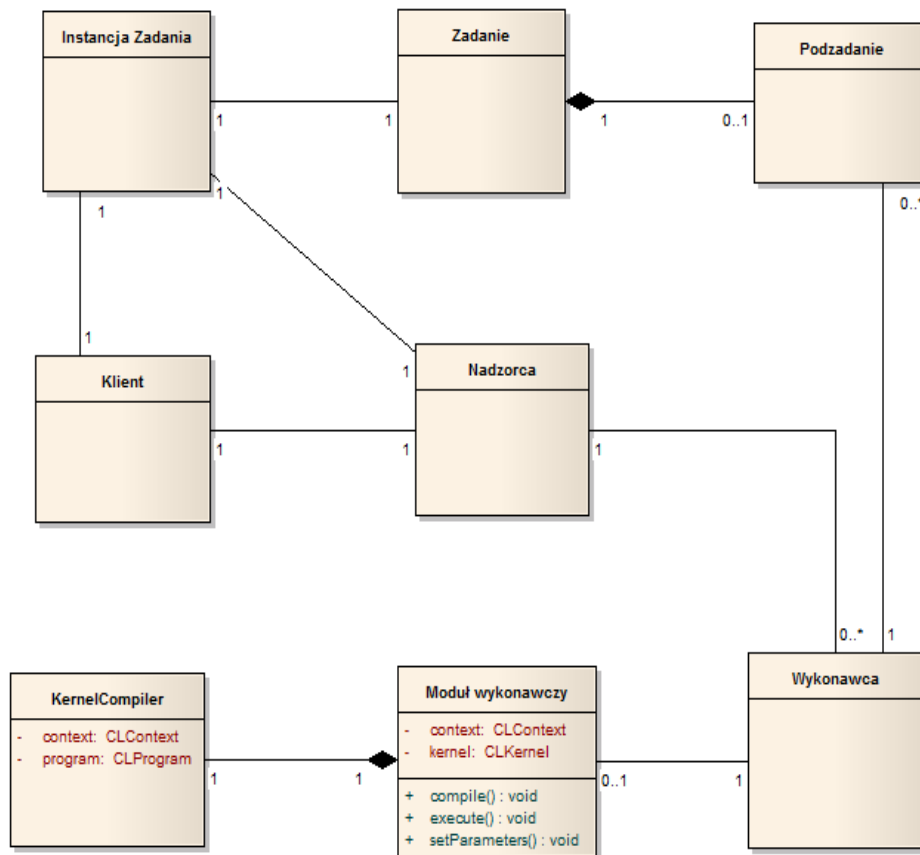 Instancja Zadania
Zadanie
Podzadanie
1
1
1
0..1
1
1
0..*
1
1
Klient
Nadzorca
1
1
1
0..*
1
KernelCompiler
- context: CLContext
- program: CLProgram
Moduł wykonawczy
- context: CLContext
- kernel: CLKernel
+ compile() : void
+ execute() : void
+ setParameters() : void
Wykonawca
1
1
0..1
1